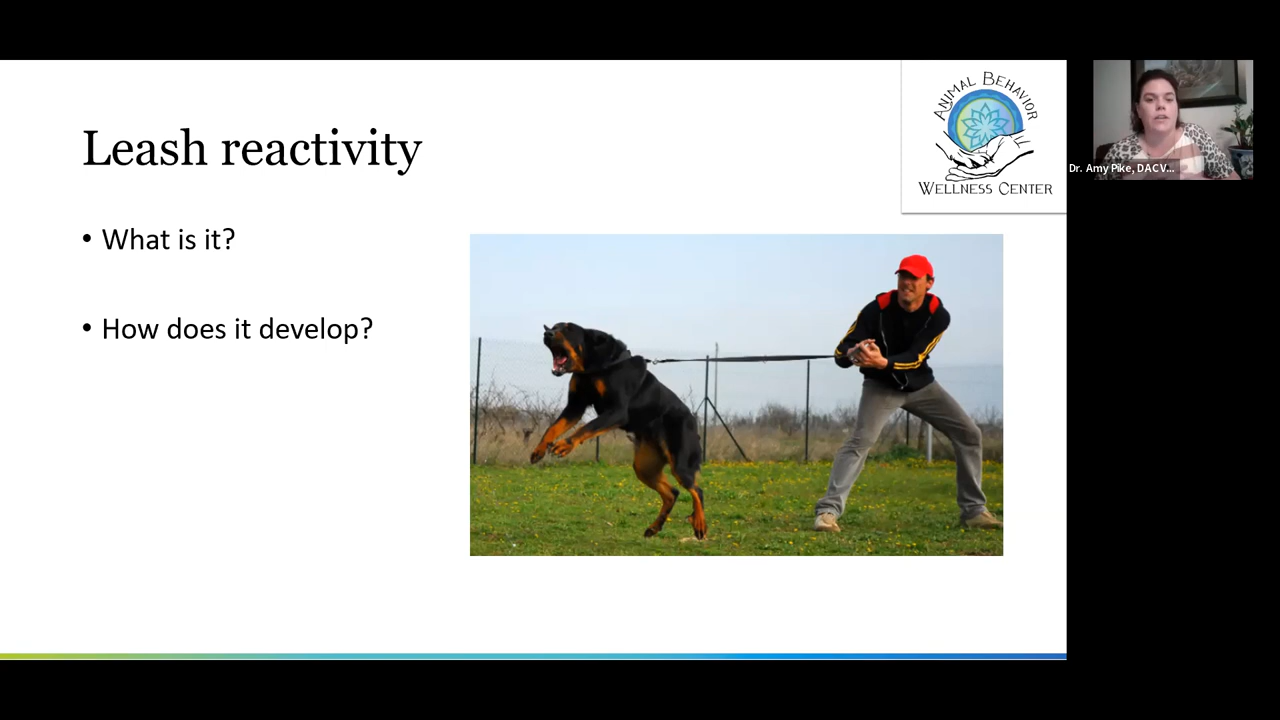 Leash reactivity
• What is it?
• How does it develop?
ANIMAL BEHAVIOR
WELLNESS CENTER
Dr. Amy Pike, DACV...